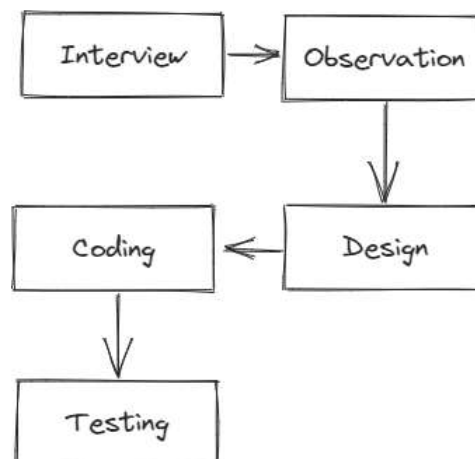 Interview
Observation
Design
Coding
Testing